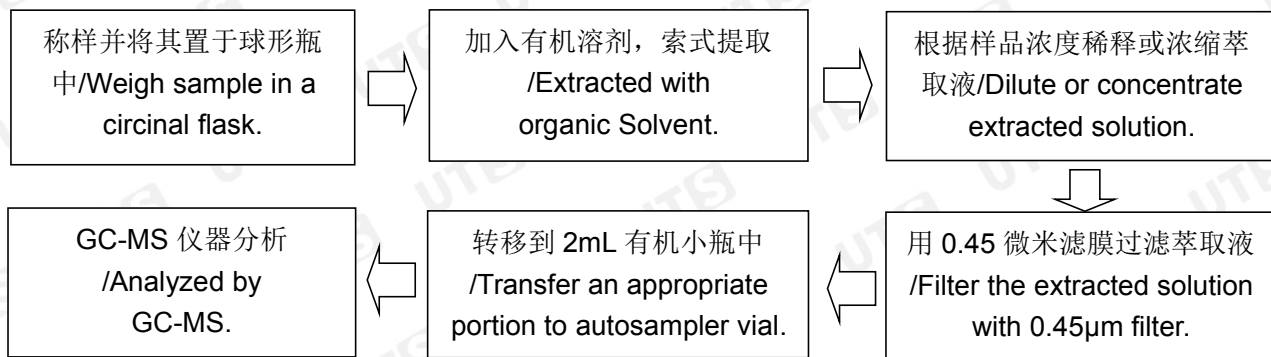 称样并将其置于球形瓶
中/Weigh sample in a
circinal flask.
加入有机溶剂，索式提取
/Extracted with
organic Solvent.
根据样品浓度稀释或浓缩萃
取液/Dilute or concentrate
extracted solution.
用 0.45 微米滤膜过滤萃取液
/Filter the extracted solution
with 0.45µm filter.
转移到 2mL 有机小瓶中
/Transfer an appropriate
portion to autosampler vial.
GC-MS 仪器分析
/Analyzed by
GC-MS.